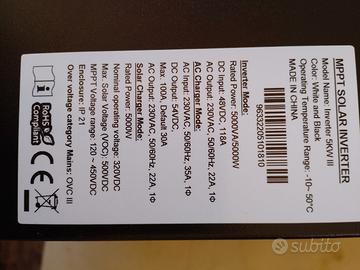 MPPT SOLAR INVERTER
Model Name: Inverter 5KW III
Color: White and Black
Operating Temperature Range: -10~ 50°C
MADE IN CHINA
96332205101810
Inverter Mode:
Rated Power: 5000VA/5000W
DC Input: 48VDC, 116A
AC Output: 230VAC, 50/60Hz, 22A, 1Φ
AC Charger Mode:
AC Input: 230VAC, 50/60Hz, 35A, 1Φ
DC Output: 54VDC,
Max. 100A, Default 30A
AC Output: 230VAC, 50/60Hz, 22A, 1Φ
Solar Charger Mode:
Rated Power: 5000W
Nominal operating voltage: 320VDC
Max. Solar Voltage (VOC): 500VDC
MPPT Voltage range: 120 ~ 450VDC
Enclosure: IP 21
Over voltage category Mains: OVC III
RoHS
Compliant
CE
subito